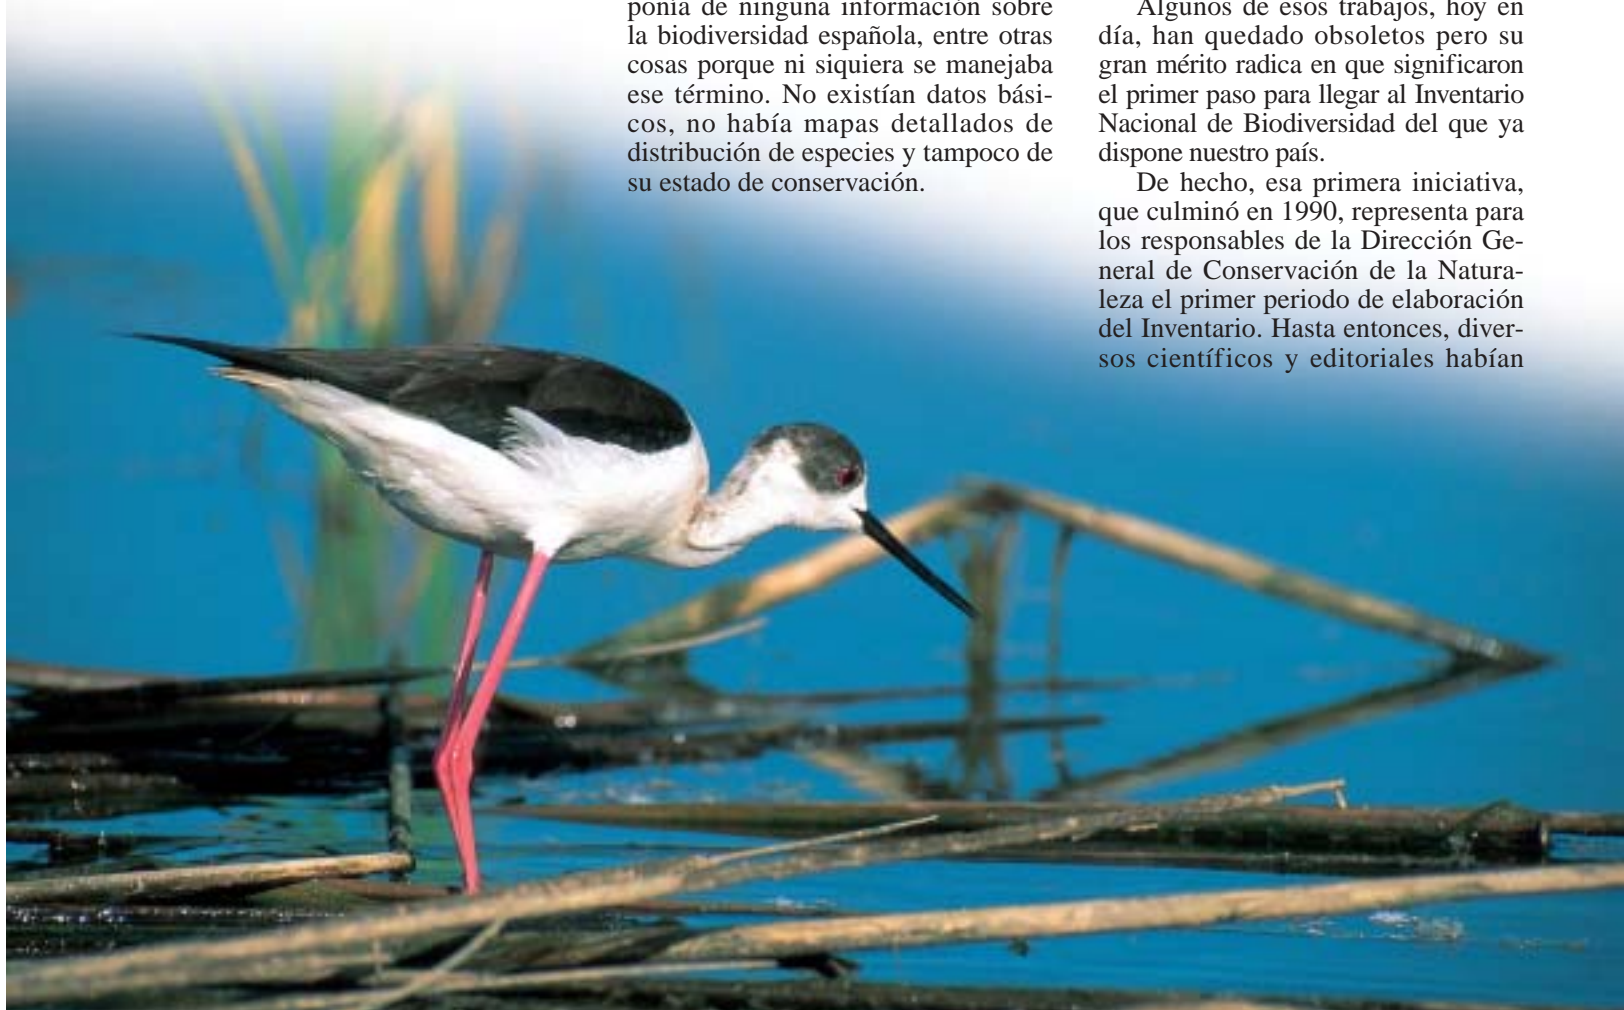 ponía de ninguna información sobre
la biodiversidad española, entre otras
cosas porque ni siquiera se manejaba
ese término. No existían datos bási-
cos, no había mapas detallados de
distribución de especies y tampoco de
su estado de conservación.
Algunos de esos trabajos, hoy en
día, han quedado obsoletos pero su
gran mérito radica en que significaron
el primer paso para llegar al Inventario
Nacional de Biodiversidad del que ya
dispone nuestro país.
De hecho, esa primera iniciativa,
que culminó en 1990, representa para
los responsables de la Dirección Ge-
neral de Conservación de la Natura-
leza el primer periodo de elaboración
del Inventario. Hasta entonces, diver-
sos científicos y editoriales habían